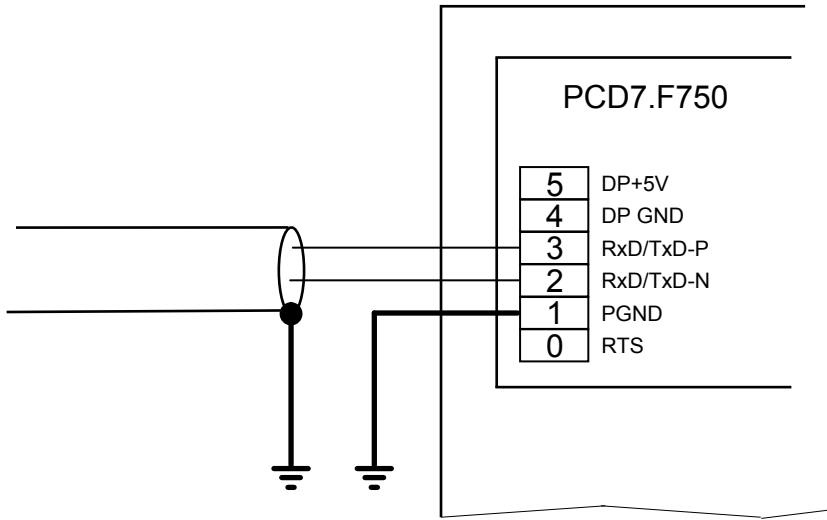 PCD7.F750
5 DP+5V
4 DP GND
3 RxD/TxD-P
2 RxD/TxD-N
1 PGND
0 RTS